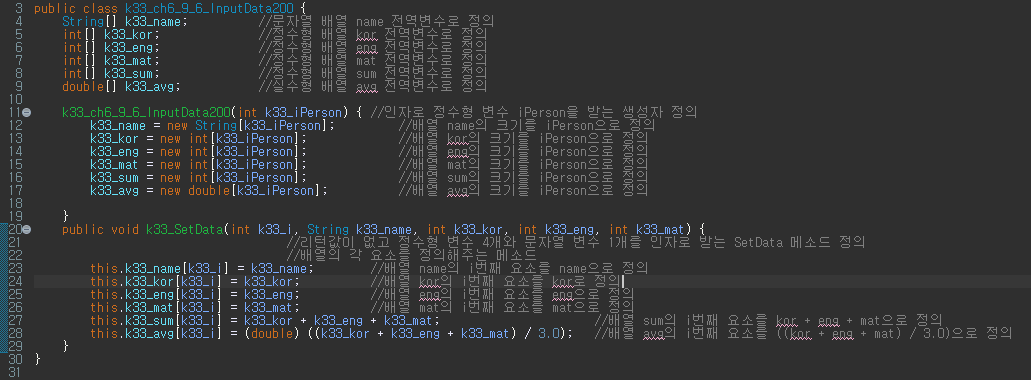 3 public class k33_ch6_9_6_InputData200 {
4 String[] k33_name; //문자열 배열 name 전역변수로 정의
5 int[] k33_kor; //정수형 배열 kor 전역변수로 정의
6 int[] k33_eng; //정수형 배열 eng 전역변수로 정의
7 int[] k33_mat; //정수형 배열 mat 전역변수로 정의
8 int[] k33_sum; //정수형 배열 sum 전역변수로 정의
9 double[] k33_avg; //실수형 배열 avg 전역변수로 정의
10
11 k33_ch6_9_6_InputData200(int k33_iPerson) { //인자로 정수형 변수 iPerson을 받는 생성자 정의
12 k33_name = new String[k33_iPerson]; //배열 name의 크기를 iPerson으로 정의
13 k33_kor = new int[k33_iPerson]; //배열 kor의 크기를 iPerson으로 정의
14 k33_eng = new int[k33_iPerson]; //배열 eng의 크기를 iPerson으로 정의
15 k33_mat = new int[k33_iPerson]; //배열 mat의 크기를 iPerson으로 정의
16 k33_sum = new int[k33_iPerson]; //배열 sum의 크기를 iPerson으로 정의
17 k33_avg = new double[k33_iPerson]; //배열 avg의 크기를 iPerson으로 정의
18
19 }
20 public void k33_SetData(int k33_i, String k33_name, int k33_kor, int k33_eng, int k33_mat) {
21 //리턴값이 없고 정수형 변수 4개와 문자열 변수 1개를 인자로 받는 SetData 메소드 정의
22 //배열의 각 요소를 정의해주는 메소드
23 this.k33_name[k33_i] = k33_name; //배열 name의 i번째 요소를 name으로 정의
24 this.k33_kor[k33_i] = k33_kor; //배열 kor의 i번째 요소를 kor로 정의
25 this.k33_eng[k33_i] = k33_eng; //배열 eng의 i번째 요소를 eng으로 정의
26 this.k33_mat[k33_i] = k33_mat; //배열 mat의 i번째 요소를 mat으로 정의
27 this.k33_sum[k33_i] = k33_kor + k33_eng + k33_mat; //배열 sum의 i번째 요소를 kor + eng + mat으로 정의
28 this.k33_avg[k33_i] = (double) ((k33_kor + k33_eng + k33_mat) / 3.0); //배열 avg의 i번째 요소를 ((kor + eng + mat) / 3.0)으로 정의
29 }
30 }
31